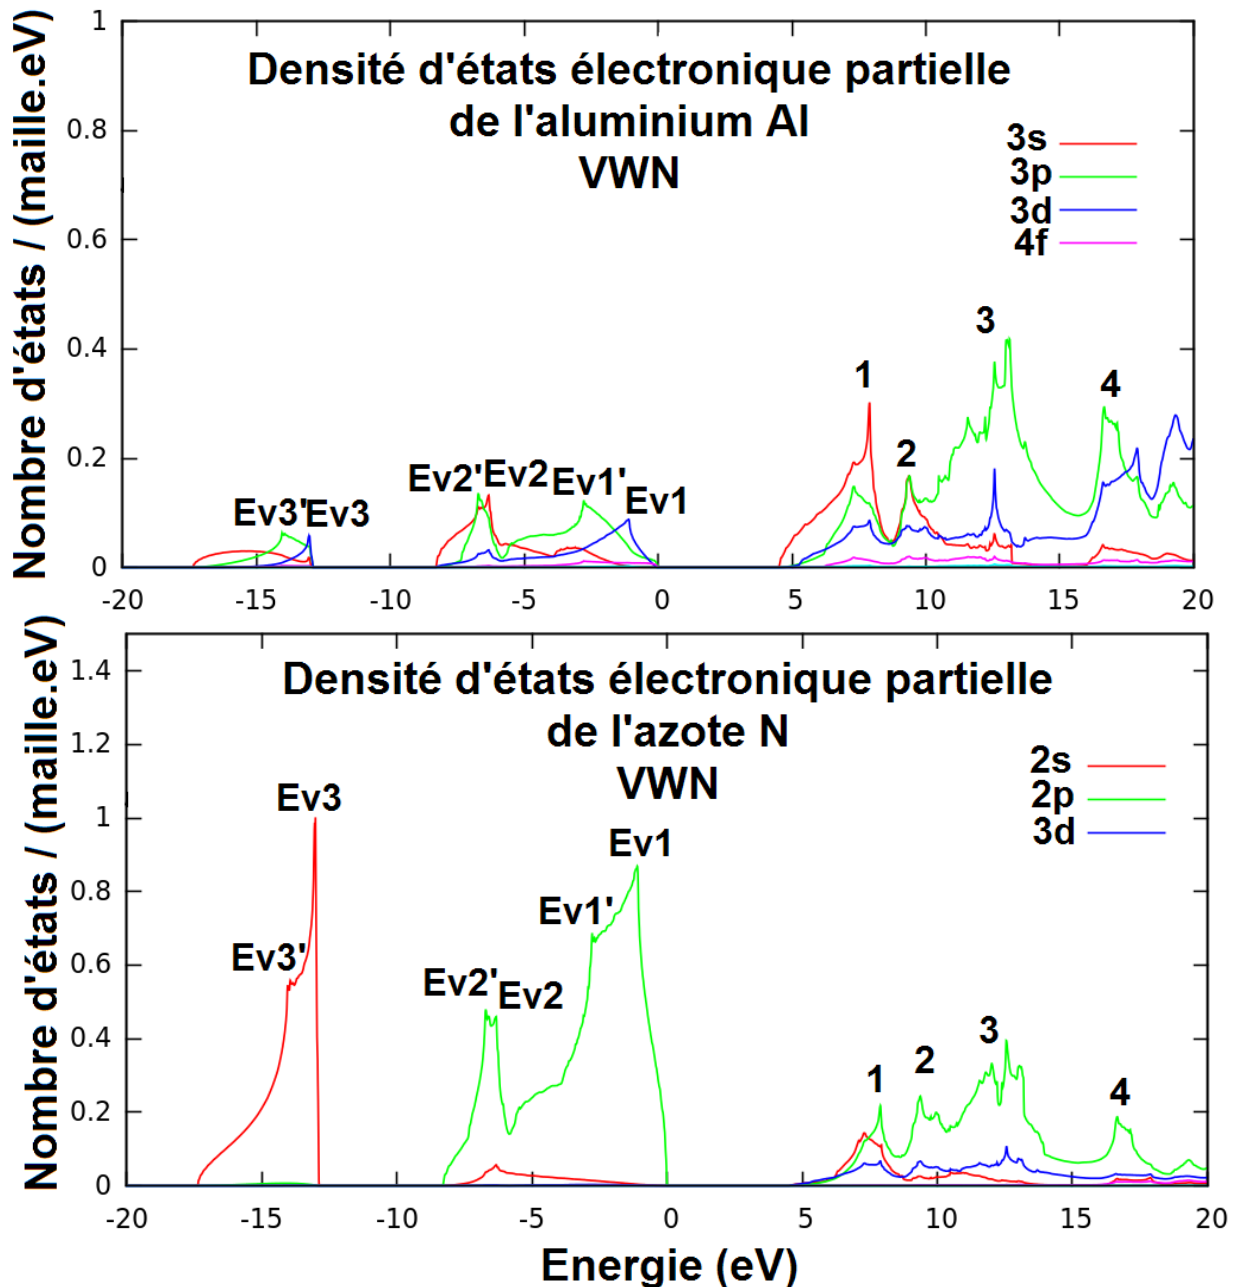 Nombre d'états / (maille.eV)
1
0.8
0.6
0.4
0.2
0
Densité d'états électronique partielle
de l'aluminium Al
VWN
3s
3p
3d
4f
Ev3' Ev3
Ev2' Ev2
Ev1' Ev1
1
2
3
4
-20 -15 -10 -5 0 5 10 15 20
Nombre d'états / (maille.eV)
1.4
1.2
1
0.8
0.6
0.4
0.2
0
Densité d'états électronique partielle
de l'azote N
VWN
2s
2p
3d
Ev3
Ev3'
Ev2' Ev2
Ev1
Ev1'
1
2
3
4
-20 -15 -10 -5 0 5 10 15 20
Energie (eV)